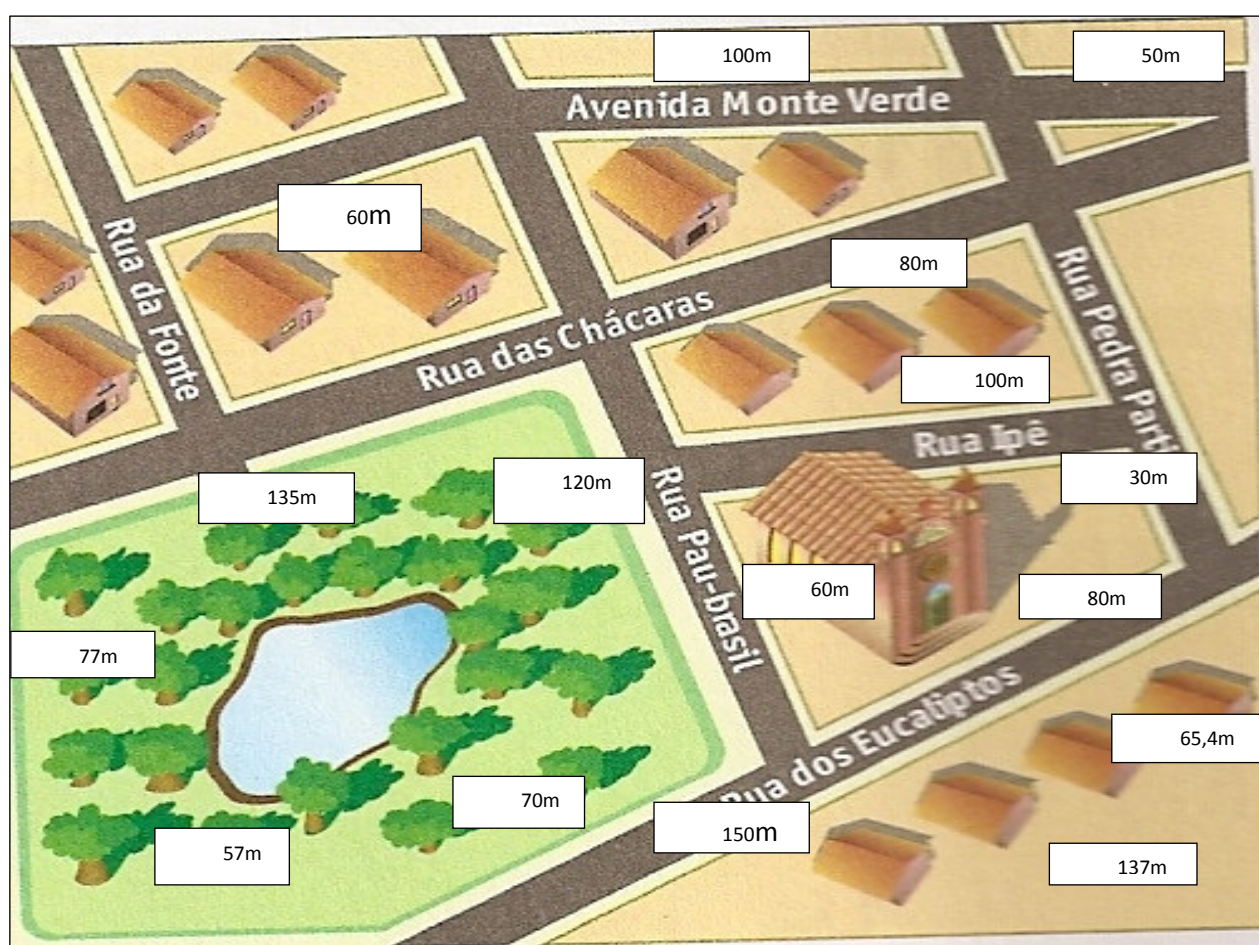 100m
50m
Avenida Monte Verde
60m
Rua da Fonte
80m
Rua das Chácaras
Rua Pedra Parti
100m
Rua Ipê
135m
120m
30m
Rua Pau-brasil
60m
80m
77m
Rua dos Eucaliptos
65,4m
70m
150m
57m
137m